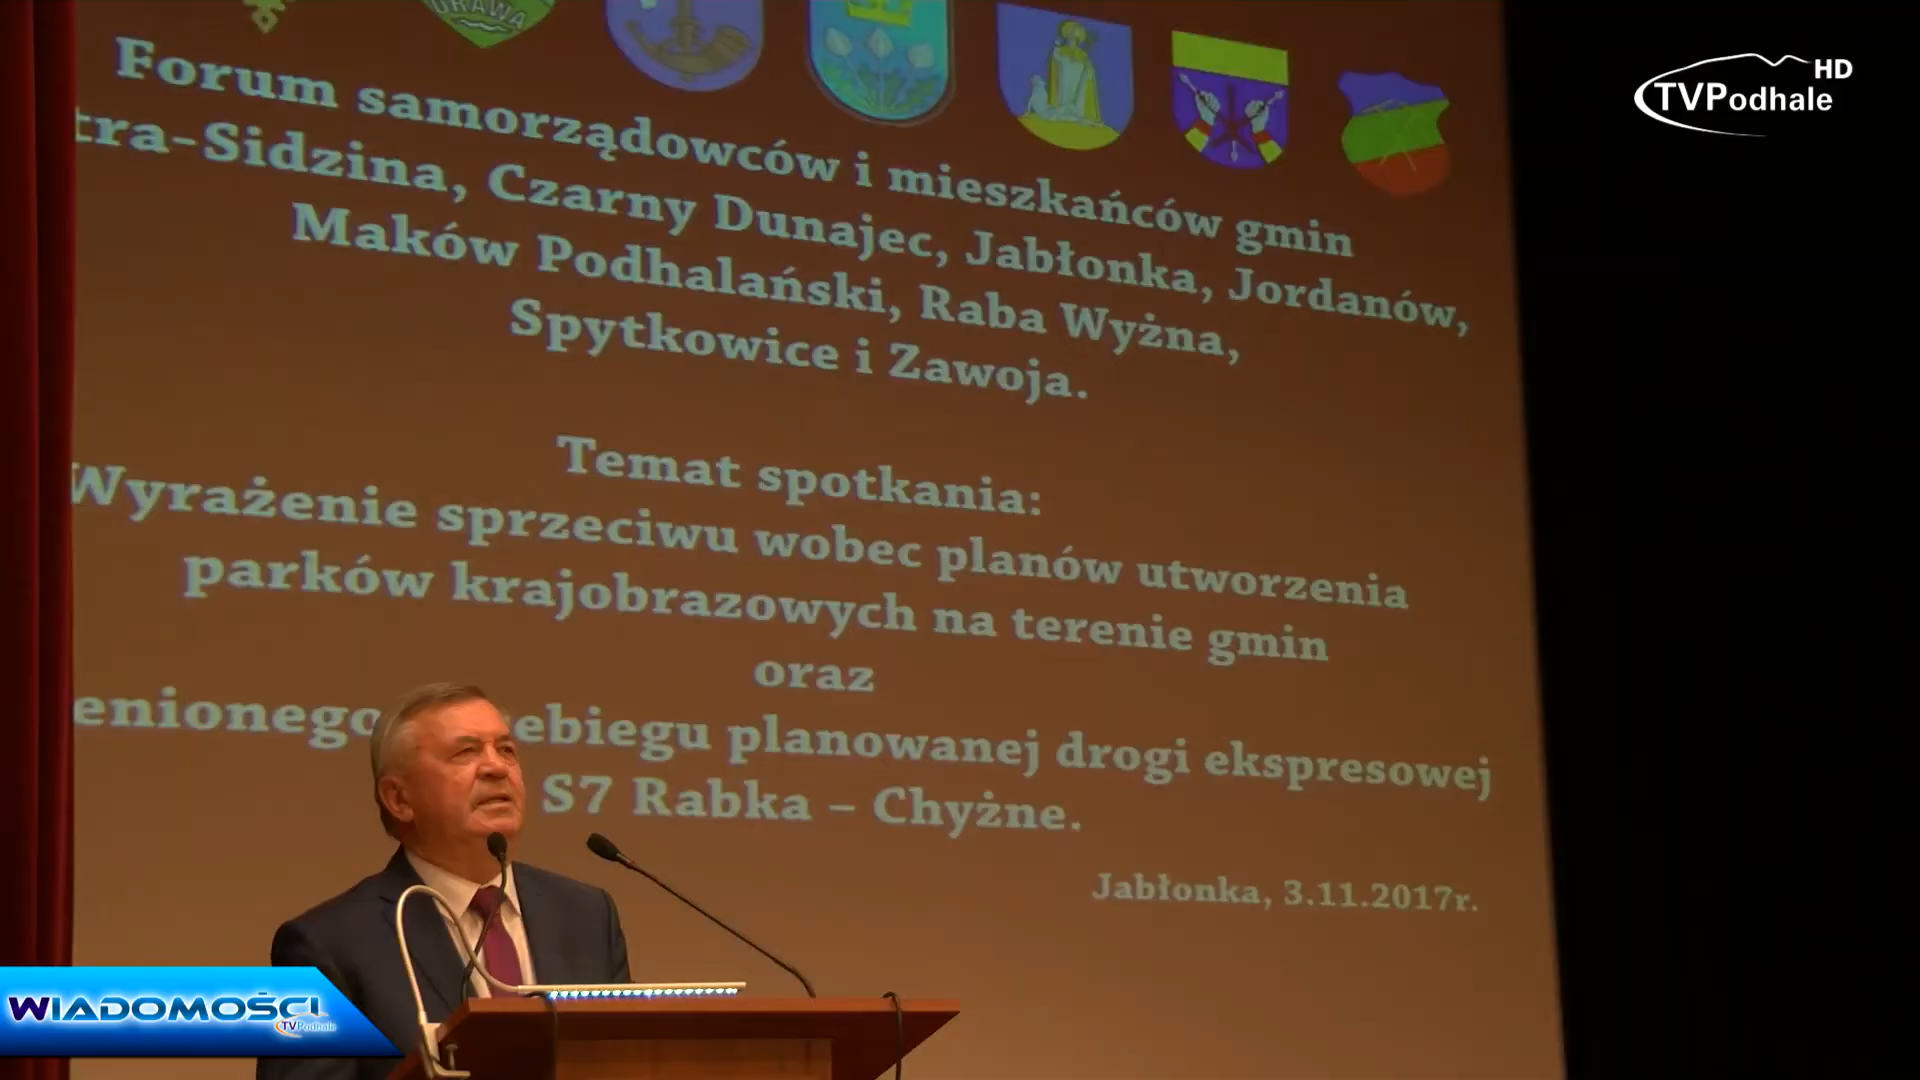 ORAWA
HD
TVPodhale
Forum samorządowców i mieszkańców gmin
tra-Sidzina, Czarny Dunajec, Jabłonka, Jordanów,
Maków Podhalański, Raba Wyżna,
Spytkowice i Zawoja.
Temat spotkania:
Wyrażenie sprzeciwu wobec planów utworzenia
parków krajobrazowych na terenie gmin
oraz
enionego ebiegu planowanej drogi ekspresowej
S7 Rabka – Chyżne.
Jabłonka, 3.11.2017r.
WIADOMOŚCI
TVPodhale